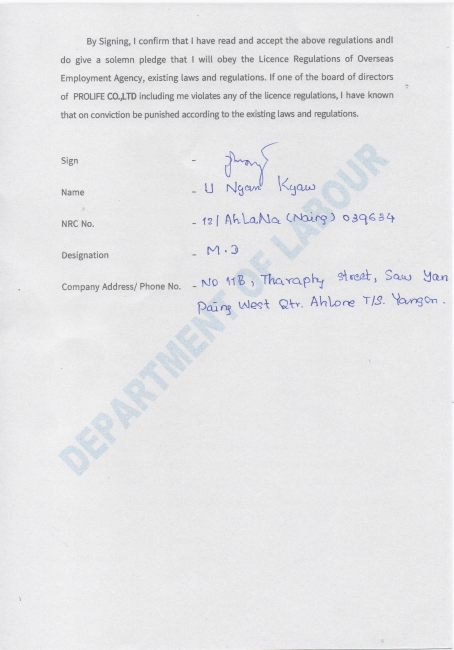 By Signing, I confirm that I have read and accept the above regulations andI
do give a solemn pledge that I will obey the Licence Regulations of Overseas
Employment Agency, existing laws and regulations. If one of the board of directors
of PROLIFE CO.,LTD including me violates any of the licence regulations, I have known
that on conviction be punished according to the existing laws and regulations.
Sign -
Name - U Ngan Kyaw
NRC No. - 12/AhLaNa (Naing) 039634
Designation - M.D
Company Address/ Phone No. - NO 11B, Tharaphy street, Saw Yan
Paing West Qtr. Ahlone T/S. Yangon.
DEPARTMENT OF LABOUR